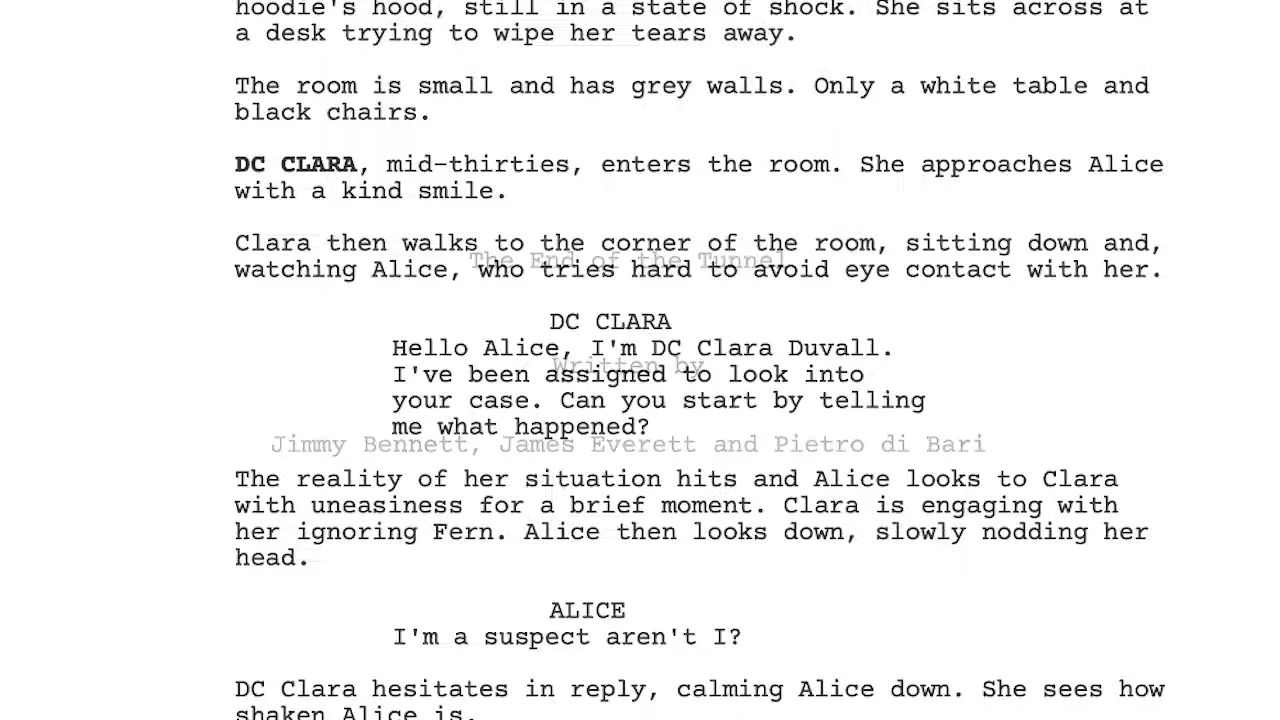 hoodie's hood, still in a state of shock. She sits across at
a desk trying to wipe her tears away.
The room is small and has grey walls. Only a white table and
black chairs.
DC CLARA, mid-thirties, enters the room. She approaches Alice
with a kind smile.
Clara then walks to the corner of the room, sitting down and,
The End of the Tunnel
watching Alice, who tries hard to avoid eye contact with her.
DC CLARA
Hello Alice, I'm DC Clara Duvall.
Written by
I've been assigned to look into
your case. Can you start by telling
me what happened?
Jimmy Bennett, James Everett and Pietro di Bari
The reality of her situation hits and Alice looks to Clara
with uneasiness for a brief moment. Clara is engaging with
her ignoring Fern. Alice then looks down, slowly nodding her
head.
ALICE
I'm a suspect aren't I?
DC Clara hesitates in reply, calming Alice down. She sees how
shaken Alice is.